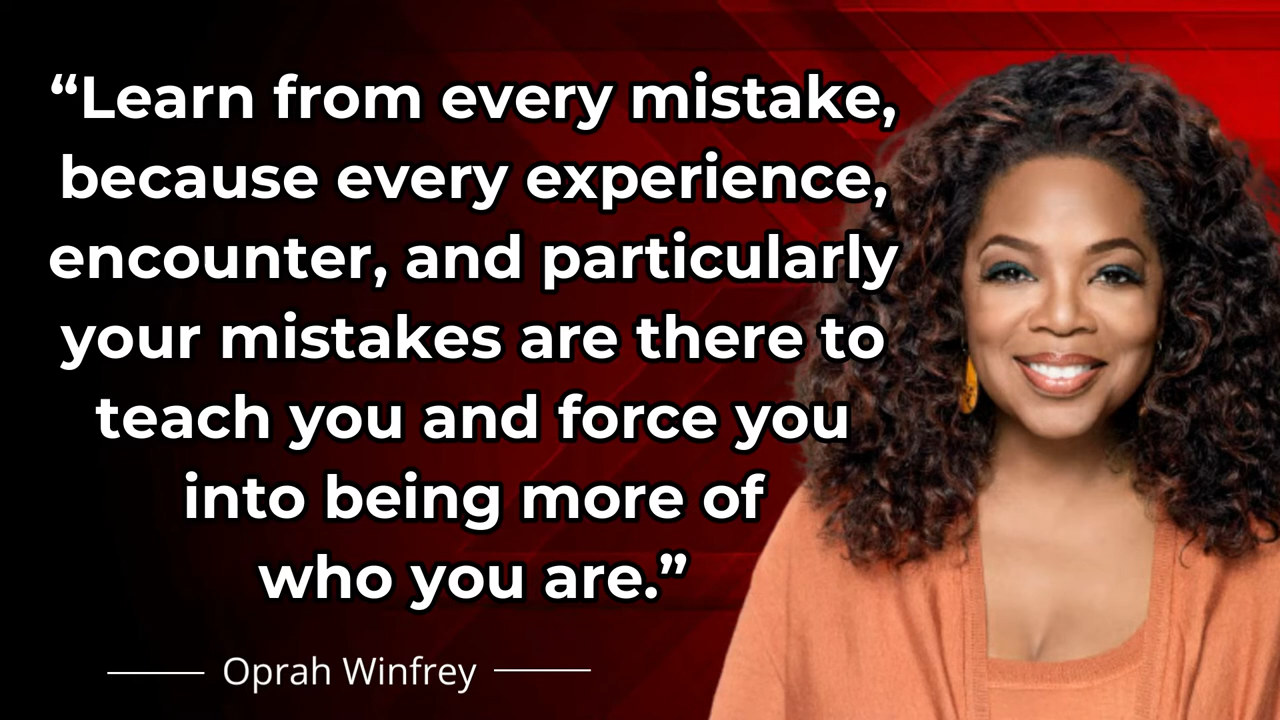 “Learn from every mistake,
because every experience,
encounter, and particularly
your mistakes are there to
teach you and force you
into being more of
who you are.”
Oprah Winfrey